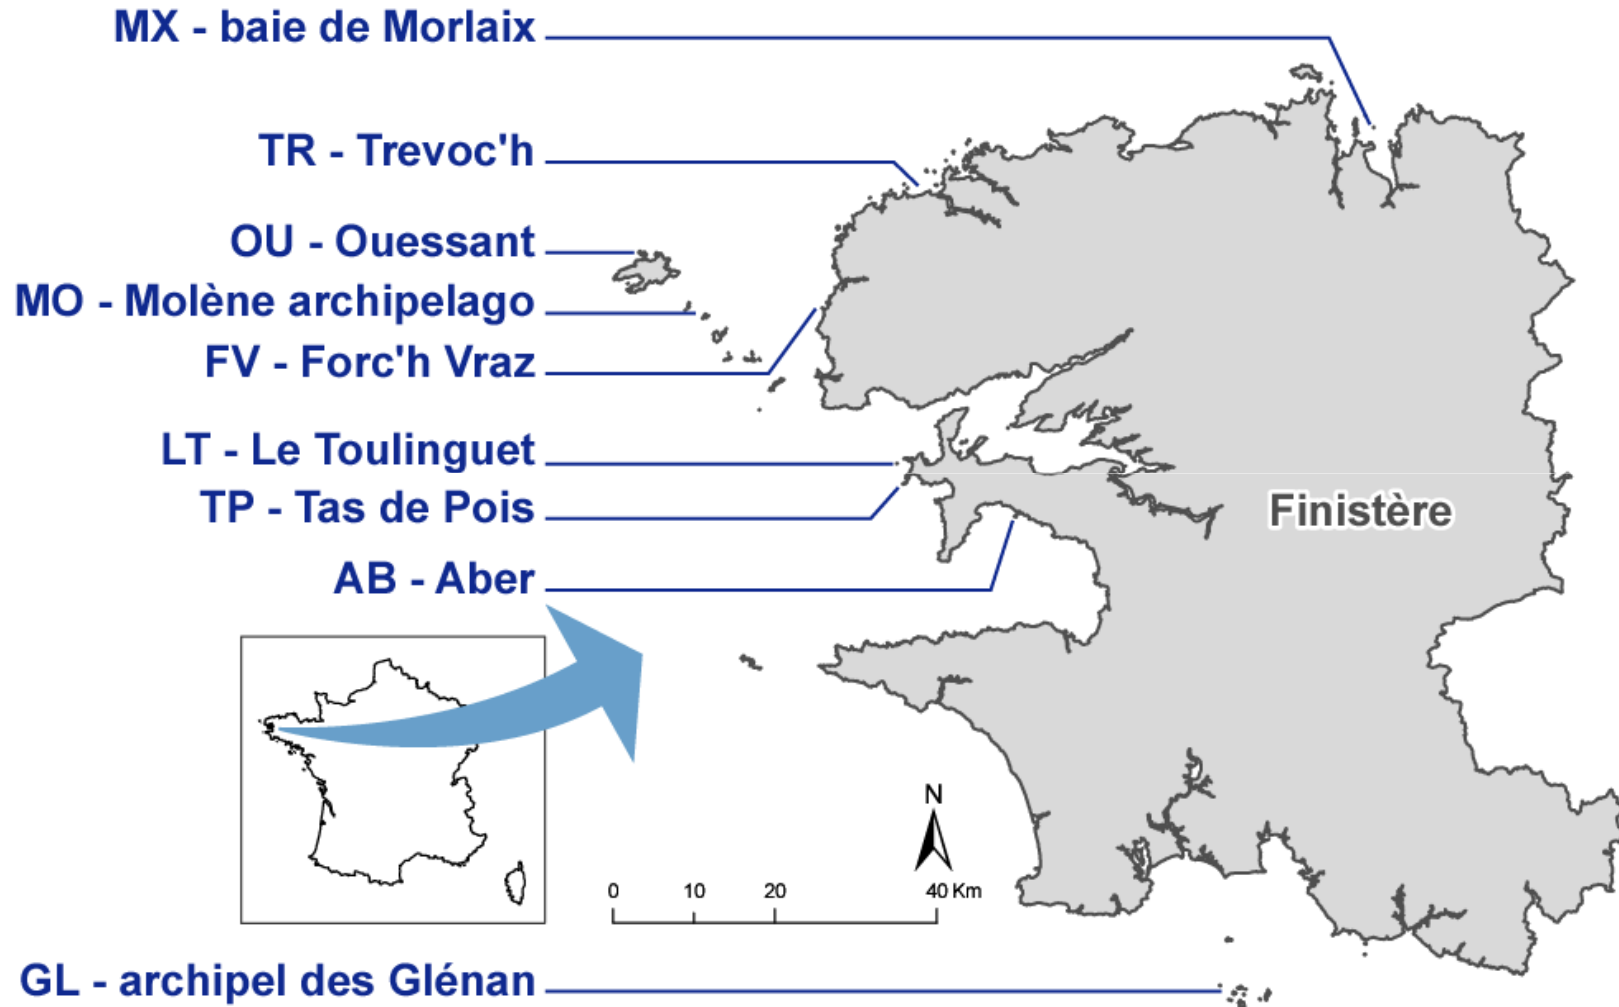 MX - baie de Morlaix
TR - Trevoc'h
OU - Ouessant
MO - Molène archipelago
FV - Forc'h Vraz
LT - Le Toulinguet
TP - Tas de Pois
Finistère
AB - Aber
N
0 10 20 40 Km
GL - archipel des Glénan